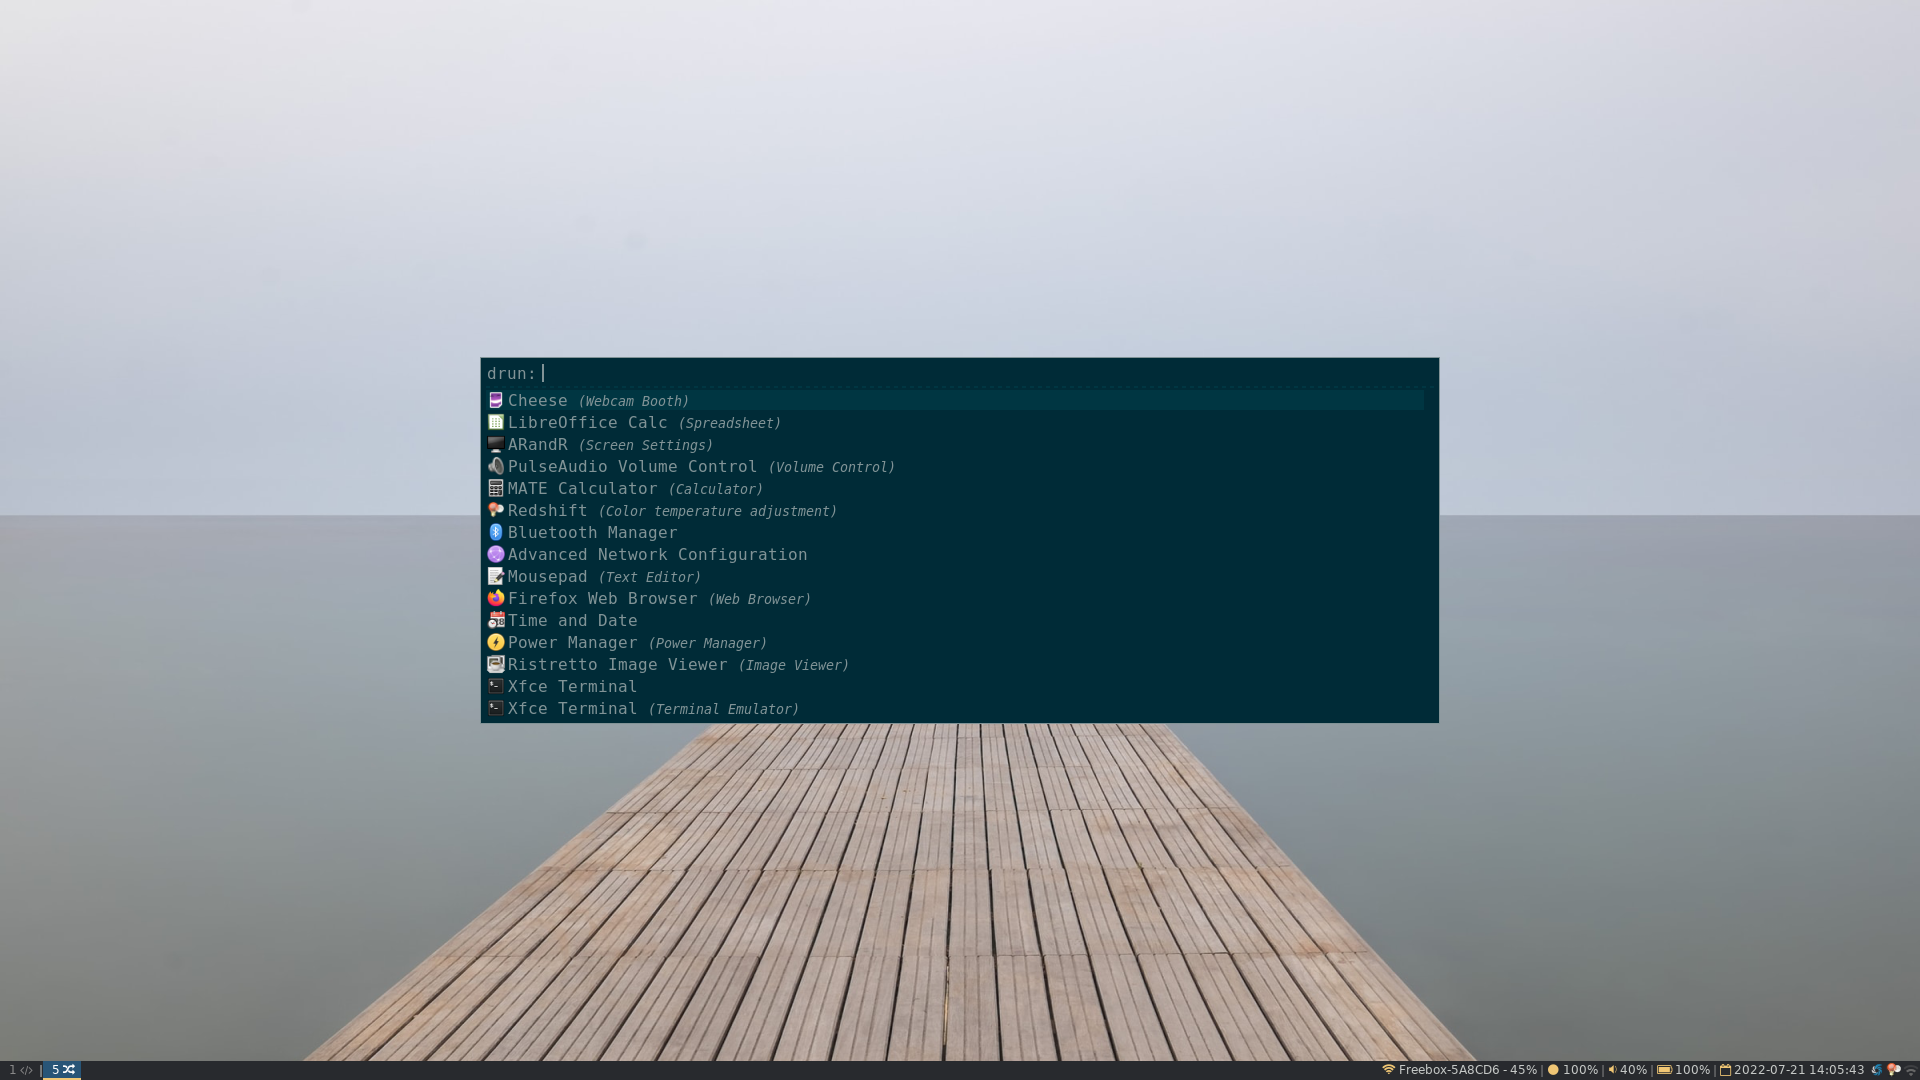 drun:
Cheese (Webcam Booth)
LibreOffice Calc (Spreadsheet)
ARandR (Screen Settings)
PulseAudio Volume Control (Volume Control)
MATE Calculator (Calculator)
Redshift (Color temperature adjustment)
Bluetooth Manager
Advanced Network Configuration
Mousepad (Text Editor)
Firefox Web Browser (Web Browser)
Time and Date
Power Manager (Power Manager)
Ristretto Image Viewer (Image Viewer)
Xfce Terminal
Xfce Terminal (Terminal Emulator)
1 </> | 5 Freebox-5A8CD6 - 45% | 100% | 40% | 100% | 2022-07-21 14:05:43